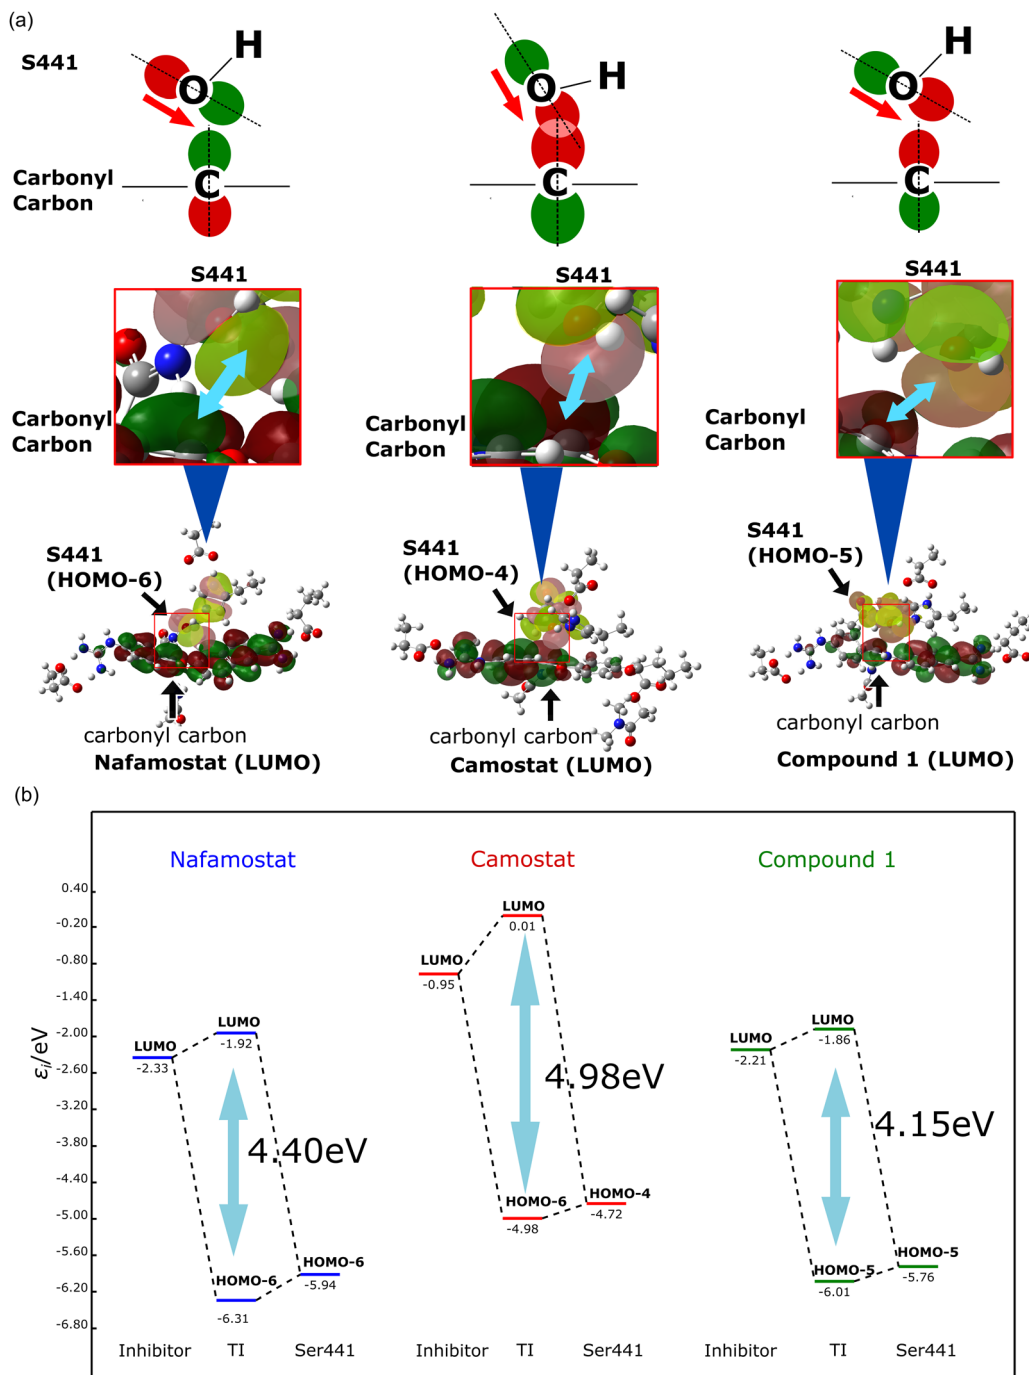 (a)
S441
H
O
Carbonyl
Carbon
C
H
O
C
H
O
C
S441
Carbonyl
Carbon
S441
Carbonyl
Carbon
S441
Carbonyl
Carbon
S441
(HOMO-6)
carbonyl carbon
Nafamostat (LUMO)
S441
(HOMO-4)
carbonyl carbon
Camostat (LUMO)
S441
(HOMO-5)
carbonyl carbon
Compound 1 (LUMO)
(b)
Nafamostat
Camostat
Compound 1
εi/eV
0.40
-0.20
-0.80
-1.40
-2.00
-2.60
-3.20
-3.80
-4.40
-5.00
-5.60
-6.20
-6.80
LUMO
-2.33
LUMO
-1.92
4.40eV
HOMO-6
-6.31
HOMO-6
-5.94
LUMO
-0.95
LUMO
0.01
4.98eV
HOMO-6
-4.98
HOMO-4
-4.72
LUMO
-2.21
LUMO
-1.86
4.15eV
HOMO-5
-6.01
HOMO-5
-5.76
Inhibitor TI Ser441
Inhibitor TI Ser441
Inhibitor TI Ser441